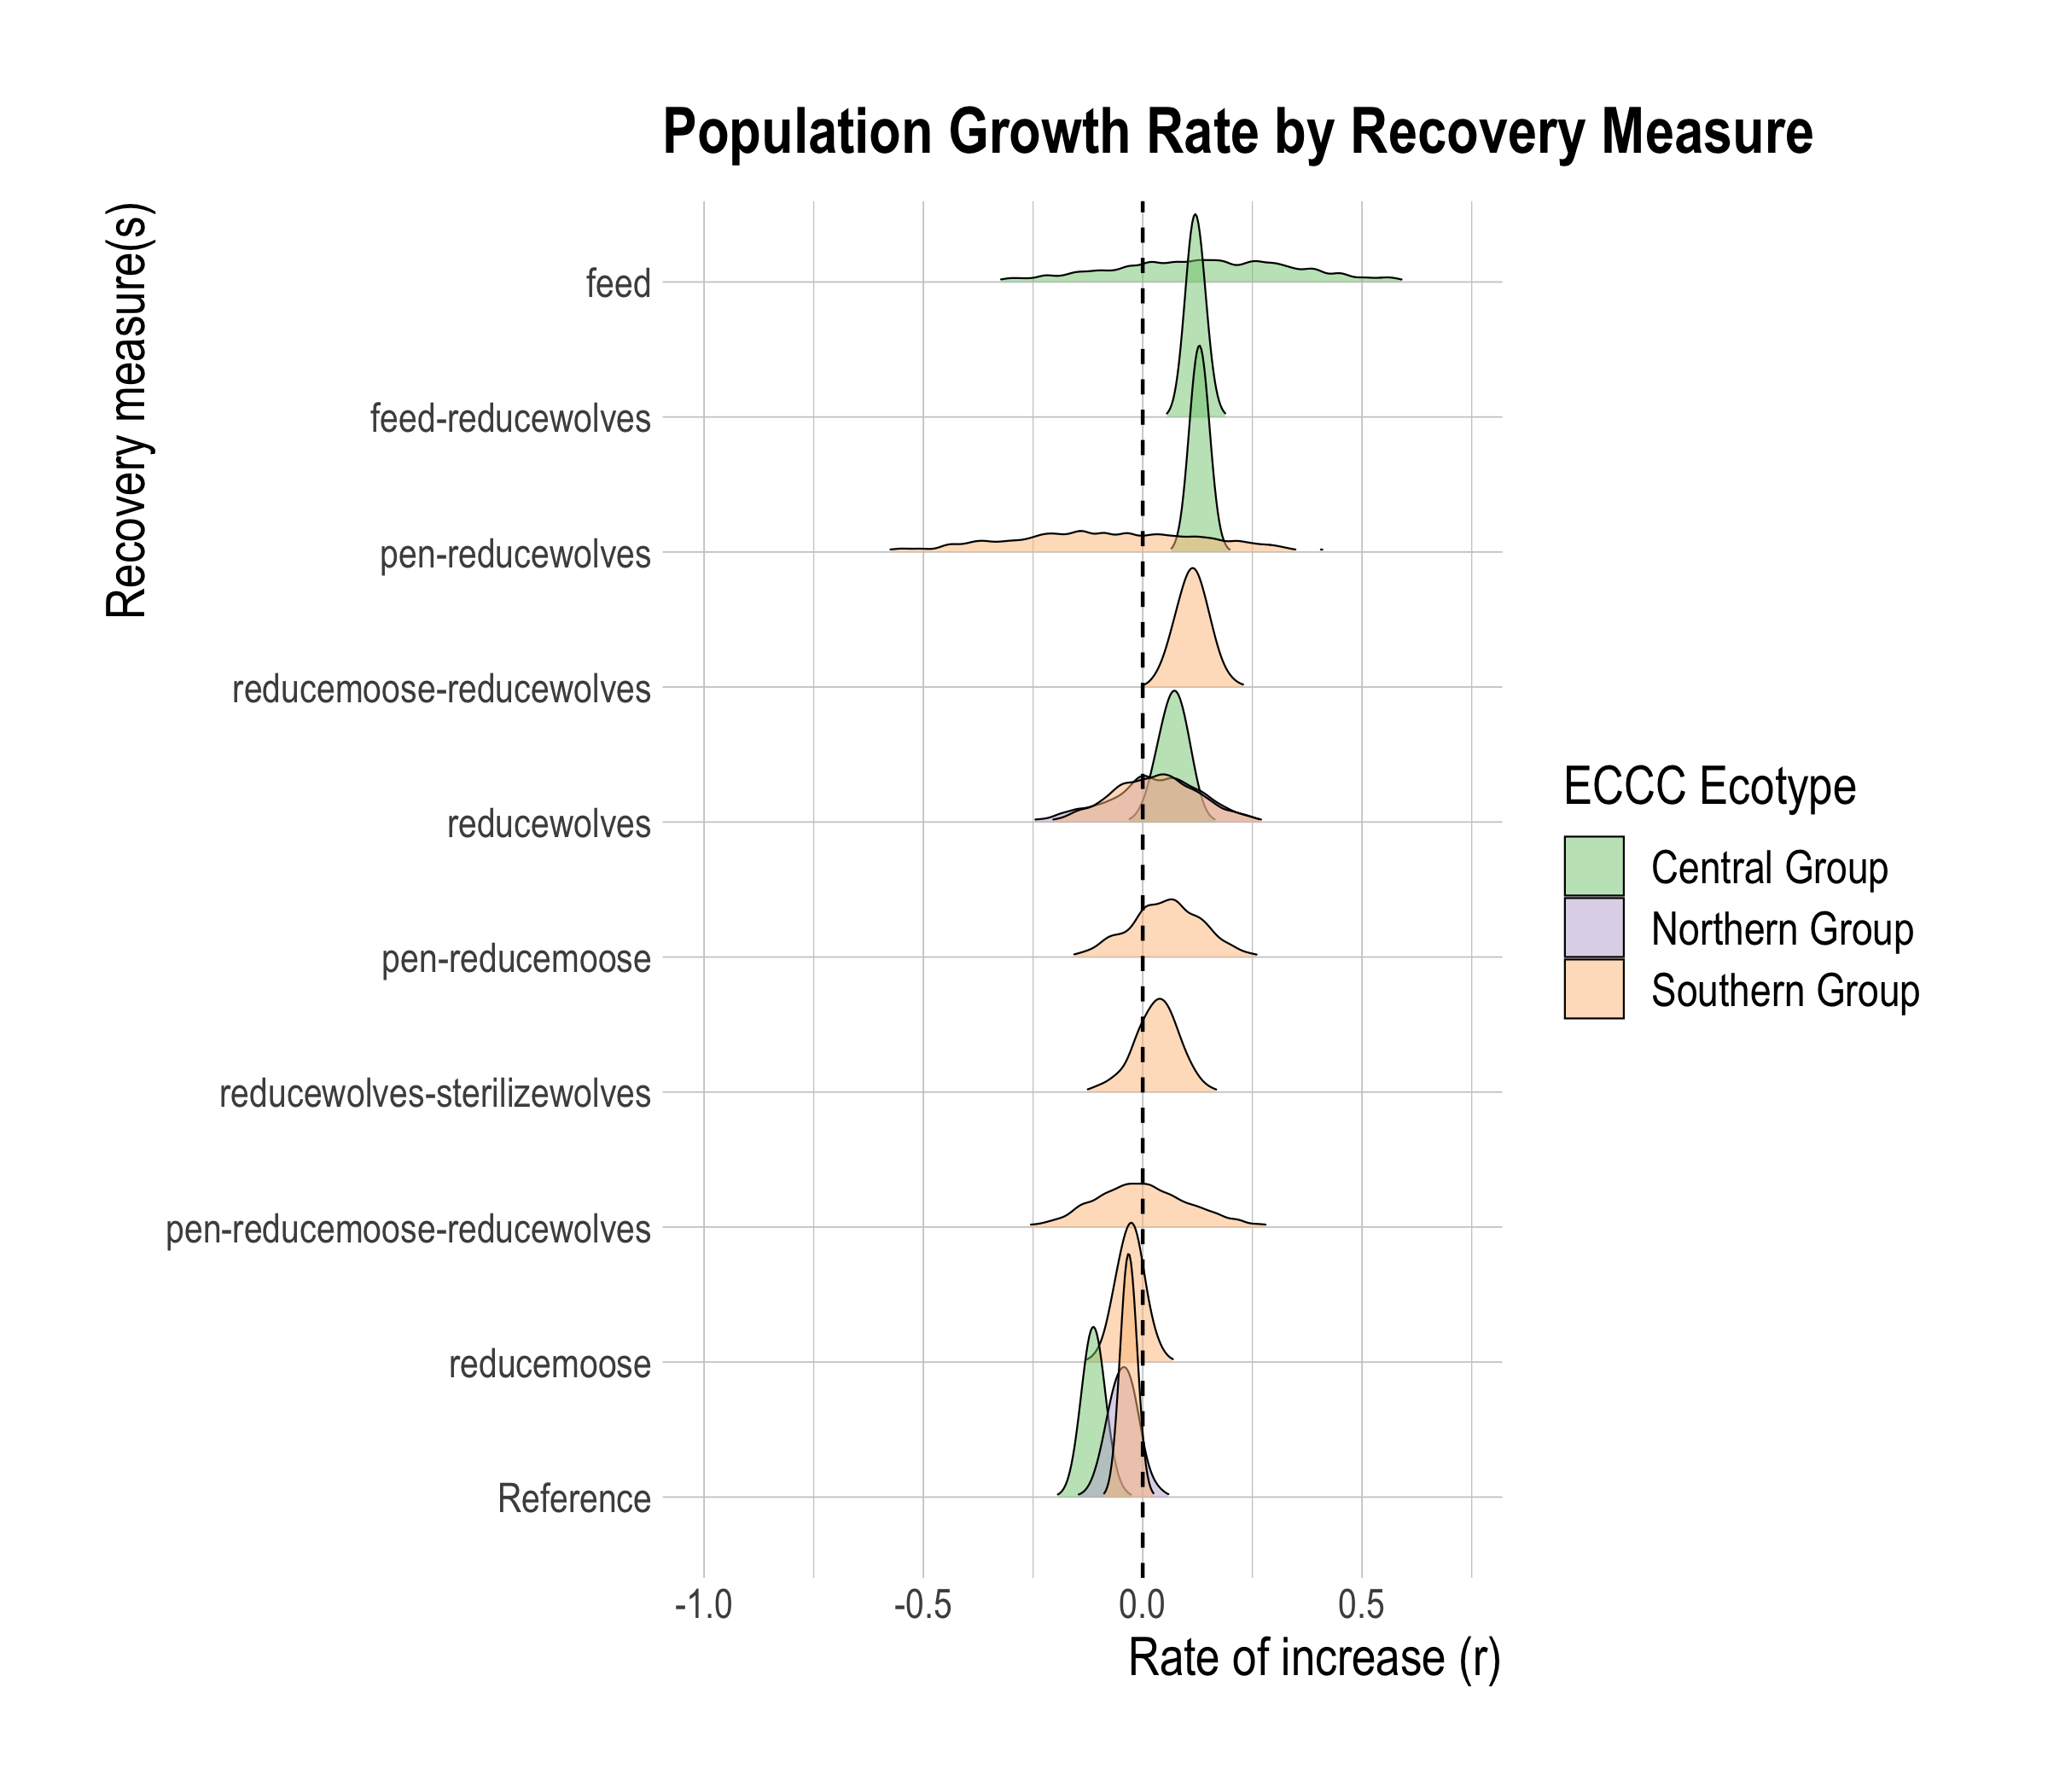 Population Growth Rate by Recovery Measure
Recovery measure(s)
feed
feed-reducewolves
pen-reducewolves
reducemoose-reducewolves
reducewolves
pen-reducemoose
reducewolves-sterilizewolves
pen-reducemoose-reducewolves
reducemoose
Reference
-1.0 -0.5 0.0 0.5
Rate of increase (r)
ECCC Ecotype
Central Group
Northern Group
Southern Group